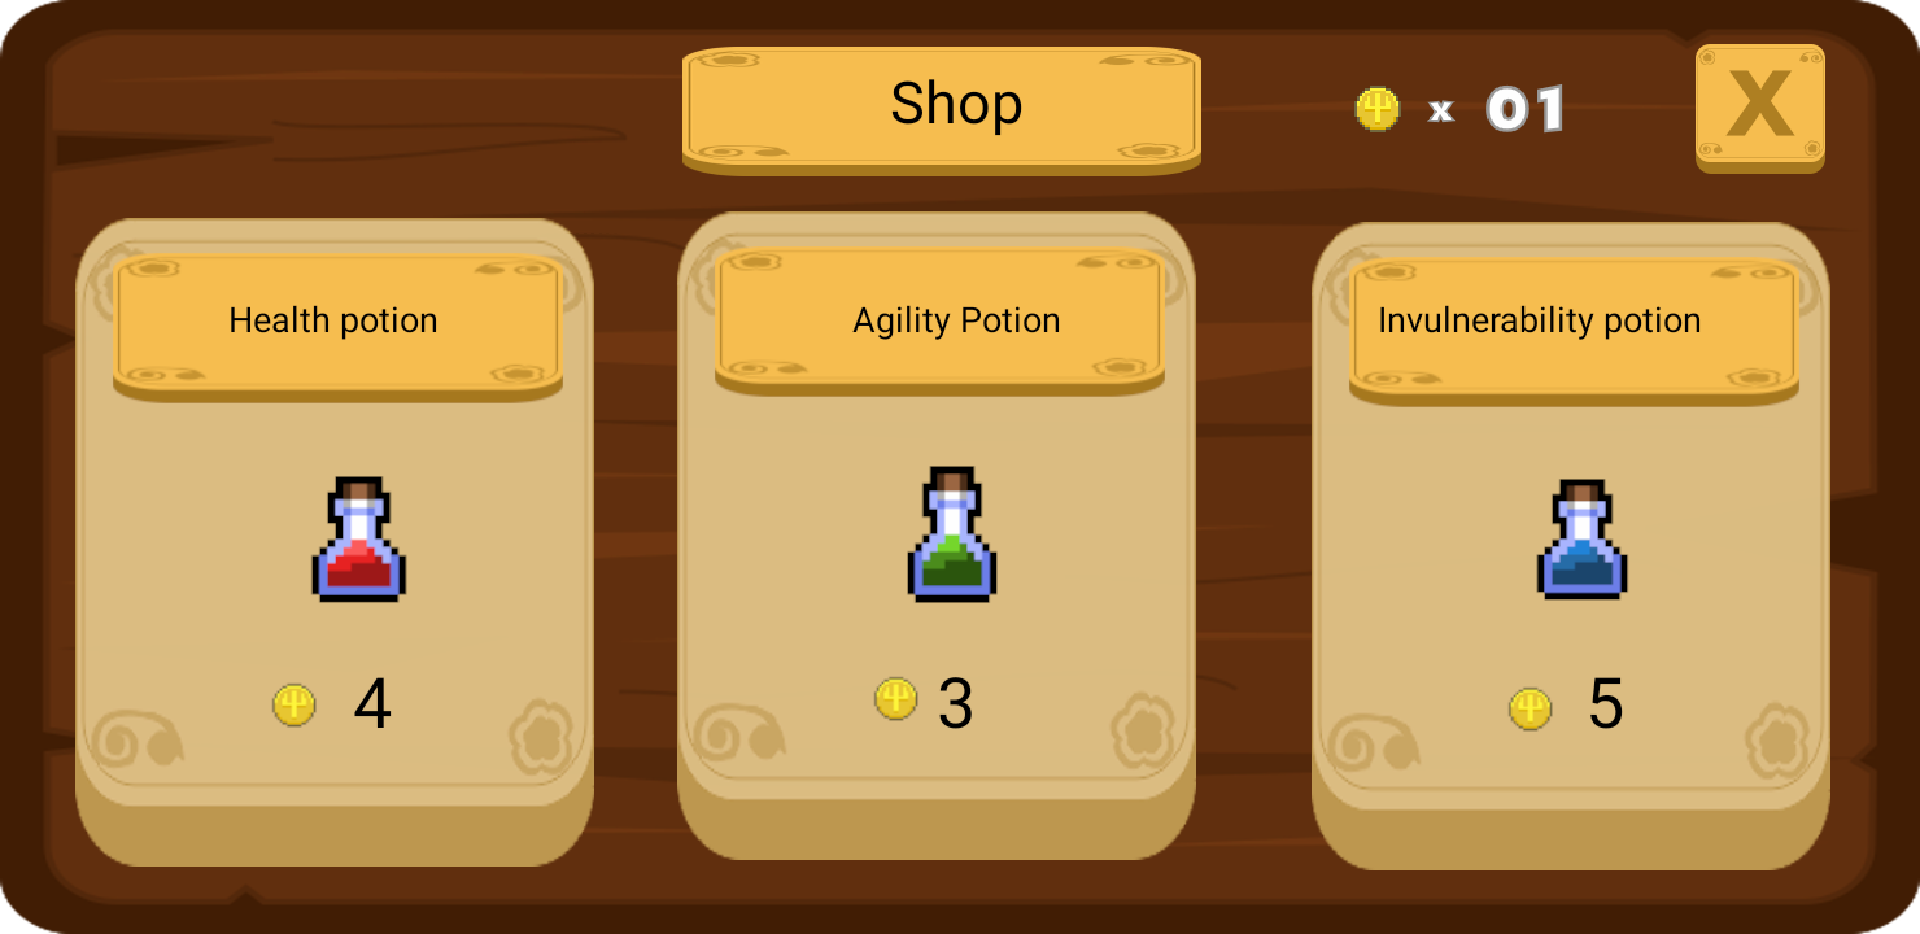 Shop
x 01
X
Health potion
Agility Potion
Invulnerability potion
4
3
5